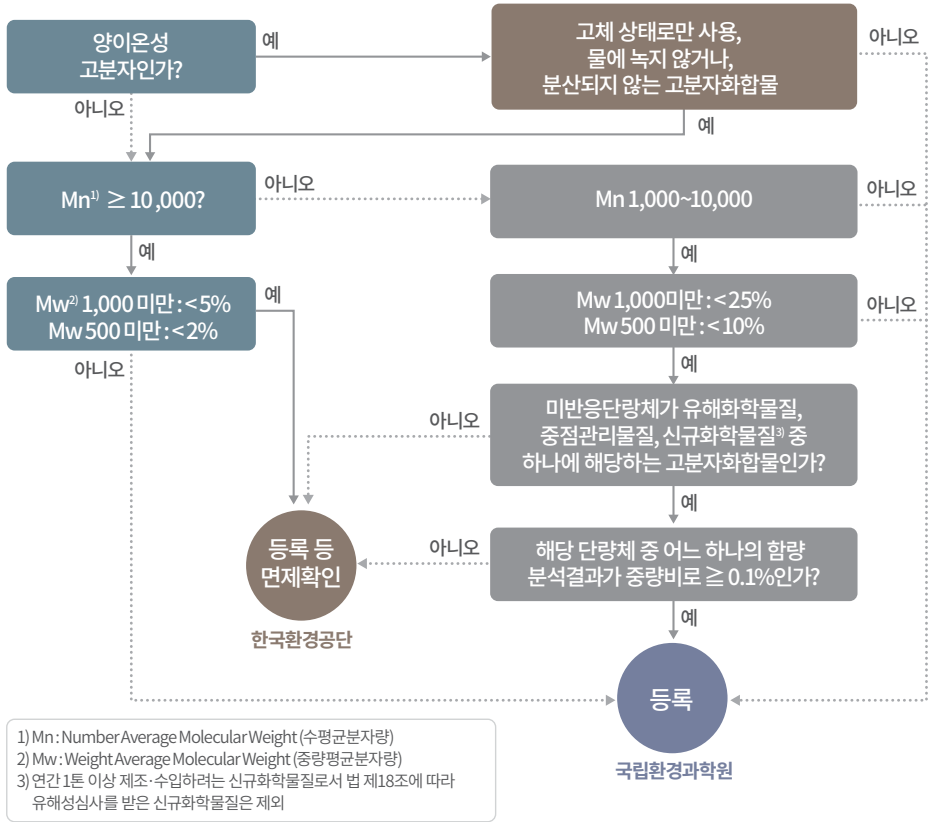 양이온성
고분자인가?
예
고체 상태로만 사용,
물에 녹지 않거나,
분산되지 않는 고분자화합물
아니오
아니오
예
Mn1) ≥ 10,000?
아니오
Mn 1,000~10,000
아니오
예
예
Mw2) 1,000 미만 : < 5%
Mw 500 미만 : < 2%
예
Mw 1,000미만 : < 25%
Mw 500 미만 : < 10%
아니오
아니오
예
미반응단량체가 유해화학물질,
중점관리물질, 신규화학물질3) 중
하나에 해당하는 고분자화합물인가?
아니오
예
등록 등
면제확인
한국환경공단
아니오
해당 단량체 중 어느 하나의 함량
분석결과가 중량비로 ≧ 0.1%인가?
예
등록
국립환경과학원
1) Mn : Number Average Molecular Weight (수평균분자량)
2) Mw : Weight Average Molecular Weight (중량평균분자량)
3) 연간 1톤 이상 제조·수입하려는 신규화학물질로서 법 제18조에 따라
유해성심사를 받은 신규화학물질은 제외